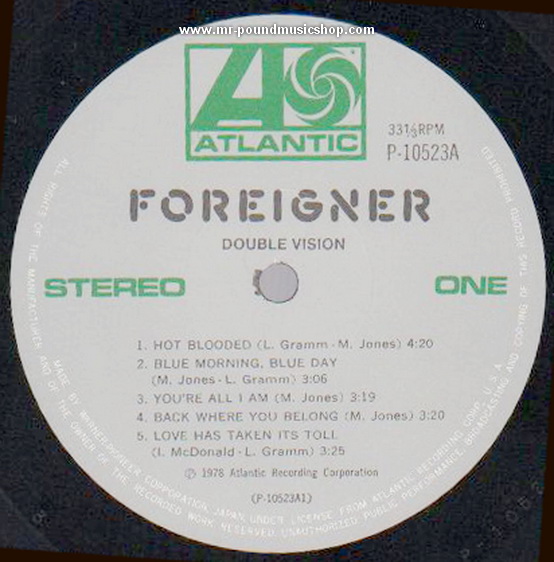 www.mr-poundmusicshop.com
ATLANTIC
33⅓RPM
P-10523A
FOREIGNER
DOUBLE VISION
STEREO
ONE
1. HOT BLOODED (L. Gramm - M. Jones) 4:20
2. BLUE MORNING, BLUE DAY
(M. Jones - L. Gramm) 3:06
3. YOU'RE ALL I AM (M. Jones) 3:19
4. BACK WHERE YOU BELONG (M. Jones) 3:20
5. LOVE HAS TAKEN ITS TOLL
(I. McDonald - L. Gramm) 3:25
℗ 1978 Atlantic Recording Corporation
(P-10523A1)
MADE BY WARNER-PIONEER CORPORATION, JAPAN, UNDER LICENSE FROM ATLANTIC RECORDING CORP., U.S.A.
ALL RIGHTS OF THE MANUFACTURER AND OF THE OWNER OF THE RECORDED WORK RESERVED. UNAUTHORIZED PUBLIC PERFORMANCE, BROADCASTING AND COPYING OF THIS RECORD PROHIBITED